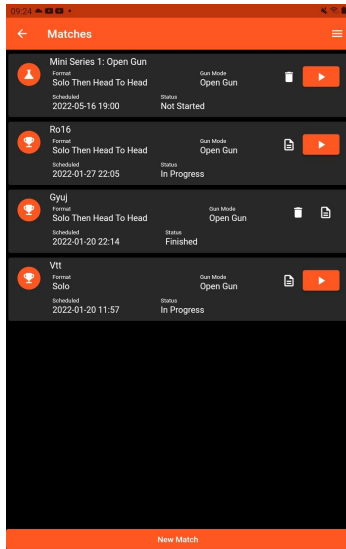 09:24
Matches
Mini Series 1: Open Gun
Format Gun Mode
Solo Then Head To Head Open Gun
Scheduled Status
2022-05-16 19:00 Not Started
Ro16
Format Gun Mode
Solo Then Head To Head Open Gun
Scheduled Status
2022-01-27 22:05 In Progress
Gyuj
Format Gun Mode
Solo Then Head To Head Open Gun
Scheduled Status
2022-01-20 22:14 Finished
Vtt
Format Gun Mode
Solo Open Gun
Scheduled Status
2022-01-20 11:57 In Progress
New Match